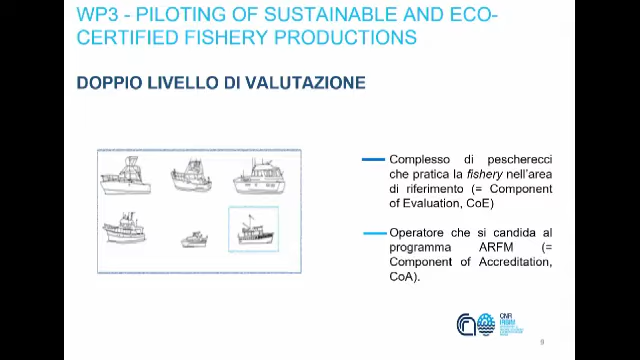 WP3 - PILOTING OF SUSTAINABLE AND ECO-
CERTIFIED FISHERY PRODUCTIONS
DOPPIO LIVELLO DI VALUTAZIONE
Complesso di pescherecci
che pratica la fishery nell'area
di riferimento (= Component
of Evaluation, CoE)
Operatore che si candida al
programma ARFM (=
Component of Accreditation,
CoA).
CNR